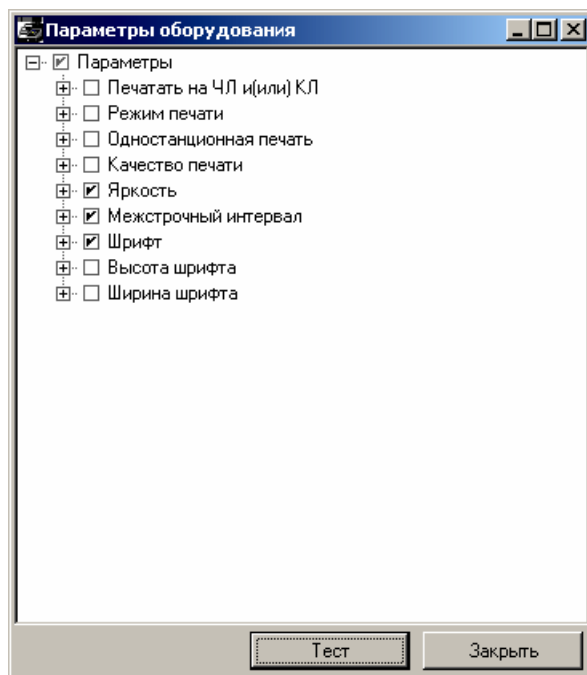 Параметры оборудования
Параметры
Печатать на ЧЛ и(или) КЛ
Режим печати
Одностанционная печать
Качество печати
Яркость
Межстрочный интервал
Шрифт
Высота шрифта
Ширина шрифта
Тест Закрыть